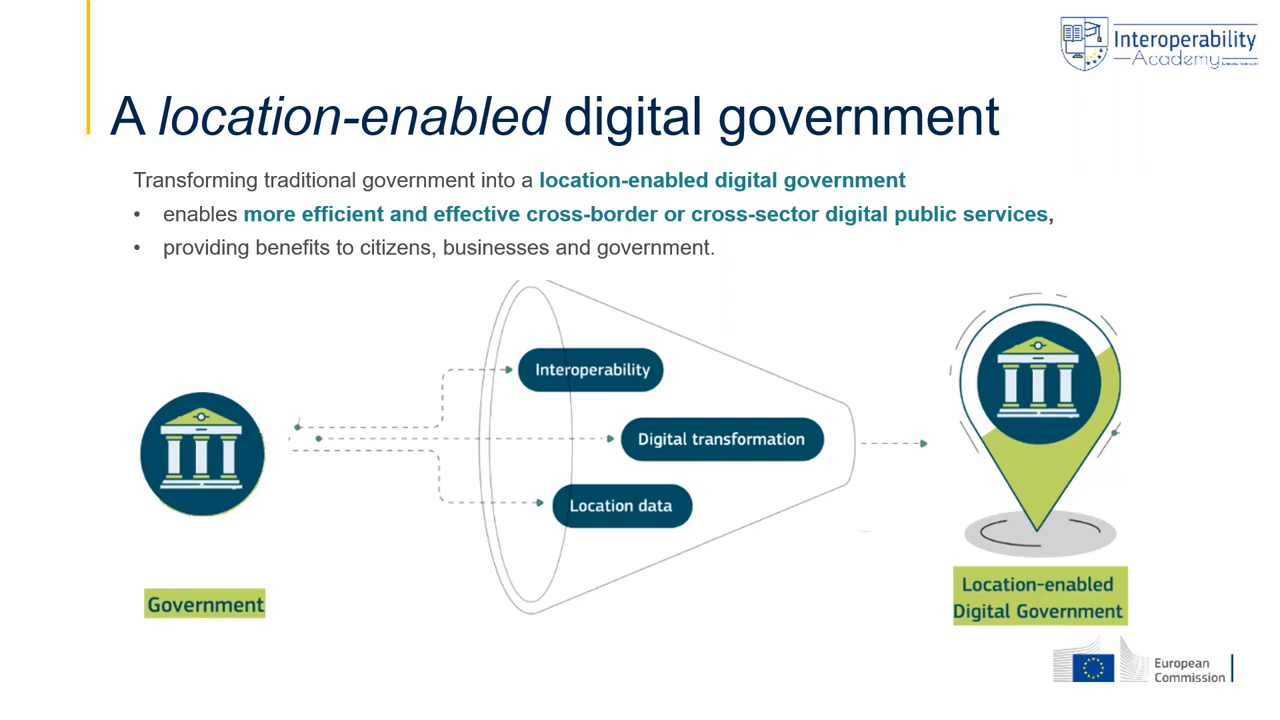 Interoperability
Academy
A location-enabled digital government
Transforming traditional government into a location-enabled digital government
• enables more efficient and effective cross-border or cross-sector digital public services,
• providing benefits to citizens, businesses and government.
Interoperability
Digital transformation
Location data
Government
Location-enabled
Digital Government
European
Commission